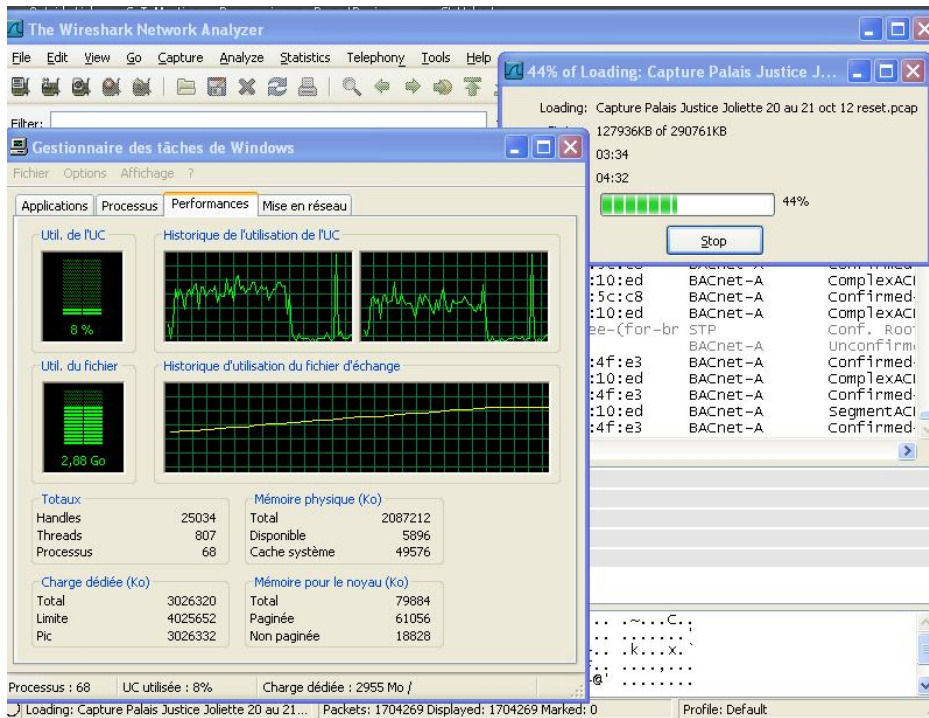 The Wireshark Network Analyzer
File Edit View Go Capture Analyze Statistics Telephony Tools Help
Filter:
44% of Loading: Capture Palais Justice J...
Loading: Capture Palais Justice Joliette 20 au 21 oct 12 reset.pcap
127936KB of 290761KB
03:34
04:32
44%
Stop
Gestionnaire des tâches de Windows
Fichier Options Affichage ?
Applications Processus Performances Mise en réseau
Util. de l'UC Historique de l'utilisation de l'UC
8 %
Util. du fichier Historique d'utilisation du fichier d'échange
2,88 Go
Totaux
Handles 25034
Threads 807
Processus 68
Mémoire physique (Ko)
Total 2087212
Disponible 5896
Cache système 49576
Charge dédiée (Ko)
Total 3026320
Limite 4025652
Pic 3026332
Mémoire pour le noyau (Ko)
Total 79884
Paginée 61056
Non paginée 18828
Processus : 68 UC utilisée : 8% Charge dédiée : 2955 Mo /
:10:ed BACnet-A ComplexACK
:5c:c8 BACnet-A Confirmed-
:10:ed BACnet-A ComplexACK
ee-(for-br STP Conf. Roo
BACnet-A Unconfirm
:4f:e3 BACnet-A Confirmed-
:10:ed BACnet-A ComplexACK
:4f:e3 BACnet-A Confirmed-
:10:ed BACnet-A SegmentACK
:4f:e3 BACnet-A Confirmed-
.. .~...C..
.. .......
.. .k...x.`
.. ....,...
-@' ........
Loading: Capture Palais Justice Joliette 20 au 21... Packets: 1704269 Displayed: 1704269 Marked: 0 Profile: Default